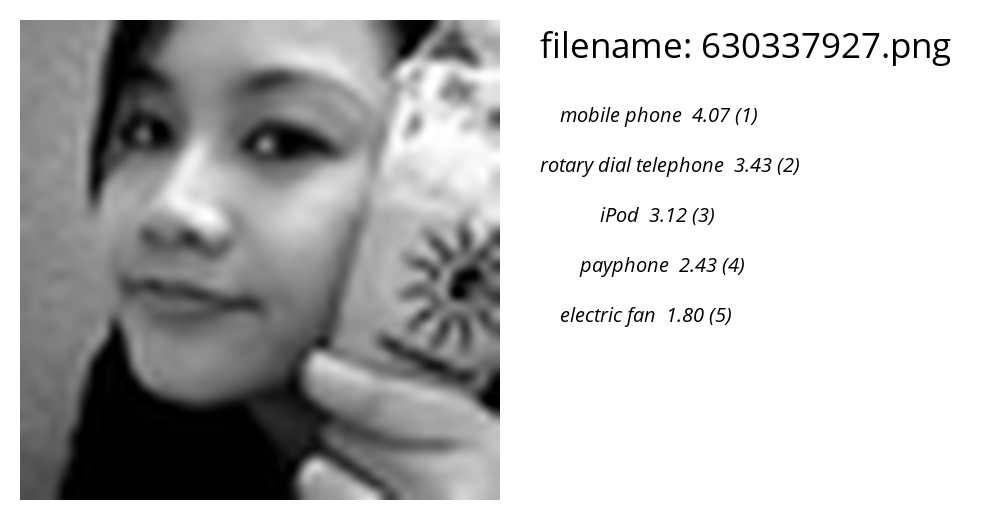 filename: 630337927.png
mobile phone 4.07 (1)
rotary dial telephone 3.43 (2)
iPod 3.12 (3)
payphone 2.43 (4)
electric fan 1.80 (5)